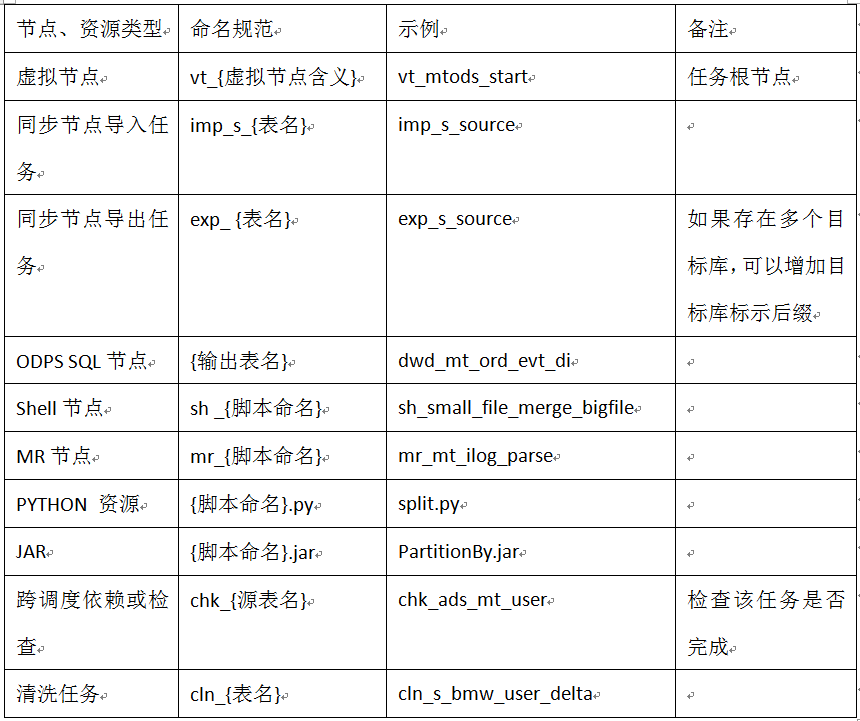 节点、资源类型 命名规范 示例 备注
虚拟节点 vt_{虚拟节点含义} vt_mtods_start 任务根节点
同步节点导入任 imp_s_{表名} imp_s_source
务
同步节点导出任 exp_ {表名} exp_s_source 如果存在多个目
务 标库，可以增加目
标库标示后缀
ODPS SQL 节点 {输出表名} dwd_mt_ord_evt_di
Shell 节点 sh _{脚本命名} sh_small_file_merge_bigfile
MR 节点 mr_{脚本命名} mr_mt_ilog_parse
PYTHON 资源 {脚本命名}.py split.py
JAR {脚本命名}.jar PartitionBy.jar
跨调度依赖或检 chk_{源表名} chk_ads_mt_user 检查该任务是否
查 完成
清洗任务 cln_{表名} cln_s_bmw_user_delta